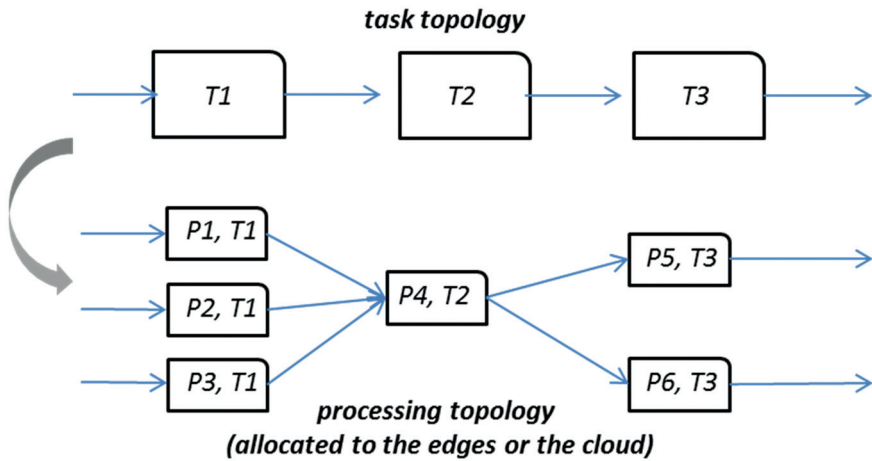 task topology
T1
T2
T3
P1, T1
P5, T3
P4, T2
P2, T1
P3, T1
P6, T3
processing topology
(allocated to the edges or the cloud)